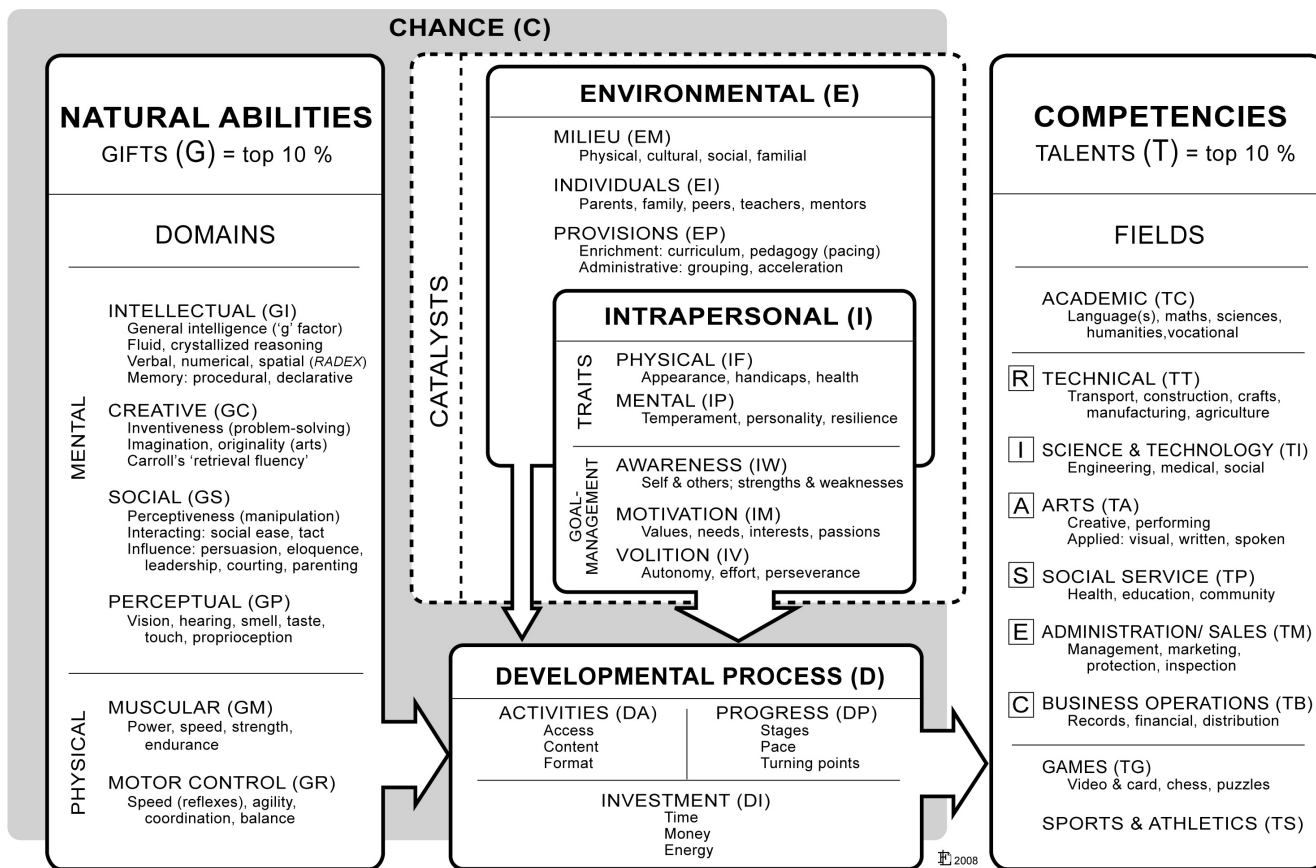 CHANCE (C)
NATURAL ABILITIES
GIFTS (G) = top 10 %
DOMAINS
MENTAL
INTELLECTUAL (GI)
General intelligence (‘g’ factor)
Fluid, crystallized reasoning
Verbal, numerical, spatial (RADEX)
Memory: procedural, declarative
CREATIVE (GC)
Inventiveness (problem-solving)
Imagination, originality (arts)
Carroll’s ‘retrieval fluency’
SOCIAL (GS)
Perceptiveness (manipulation)
Interacting: social ease, tact
Influence: persuasion, eloquence,
leadership, courting, parenting
PERCEPTUAL (GP)
Vision, hearing, smell, taste,
touch, proprioception
PHYSICAL
MUSCULAR (GM)
Power, speed, strength,
endurance
MOTOR CONTROL (GR)
Speed (reflexes), agility,
coordination, balance
CATALYSTS
ENVIRONMENTAL (E)
MILIEU (EM)
Physical, cultural, social, familial
INDIVIDUALS (EI)
Parents, family, peers, teachers, mentors
PROVISIONS (EP)
Enrichment: curriculum, pedagogy (pacing)
Administrative: grouping, acceleration
INTRAPERSONAL (I)
TRAITS
PHYSICAL (IF)
Appearance, handicaps, health
MENTAL (IP)
Temperament, personality, resilience
GOAL-
MANAGEMENT
AWARENESS (IW)
Self & others; strengths & weaknesses
MOTIVATION (IM)
Values, needs, interests, passions
VOLITION (IV)
Autonomy, effort, perseverance
DEVELOPMENTAL PROCESS (D)
ACTIVITIES (DA)
Access
Content
Format
PROGRESS (DP)
Stages
Pace
Turning points
INVESTMENT (DI)
Time
Money
Energy
2008
COMPETENCIES
TALENTS (T) = top 10 %
FIELDS
ACADEMIC (TC)
Language(s), maths, sciences,
humanities,vocational
R TECHNICAL (TT)
Transport, construction, crafts,
manufacturing, agriculture
I SCIENCE & TECHNOLOGY (TI)
Engineering, medical, social
A ARTS (TA)
Creative, performing
Applied: visual, written, spoken
S SOCIAL SERVICE (TP)
Health, education, community
E ADMINISTRATION/ SALES (TM)
Management, marketing,
protection, inspection
C BUSINESS OPERATIONS (TB)
Records, financial, distribution
GAMES (TG)
Video & card, chess, puzzles
SPORTS & ATHLETICS (TS)